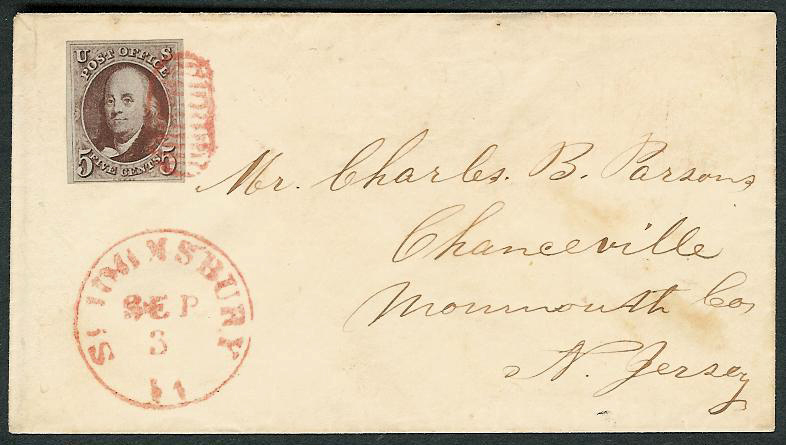 U S
POST OFFICE
FIVE CENTS
5 5
Mr. Charles. B. Parsons
Chanceville
Monmouth Co,
N. Jersey
SEP
3